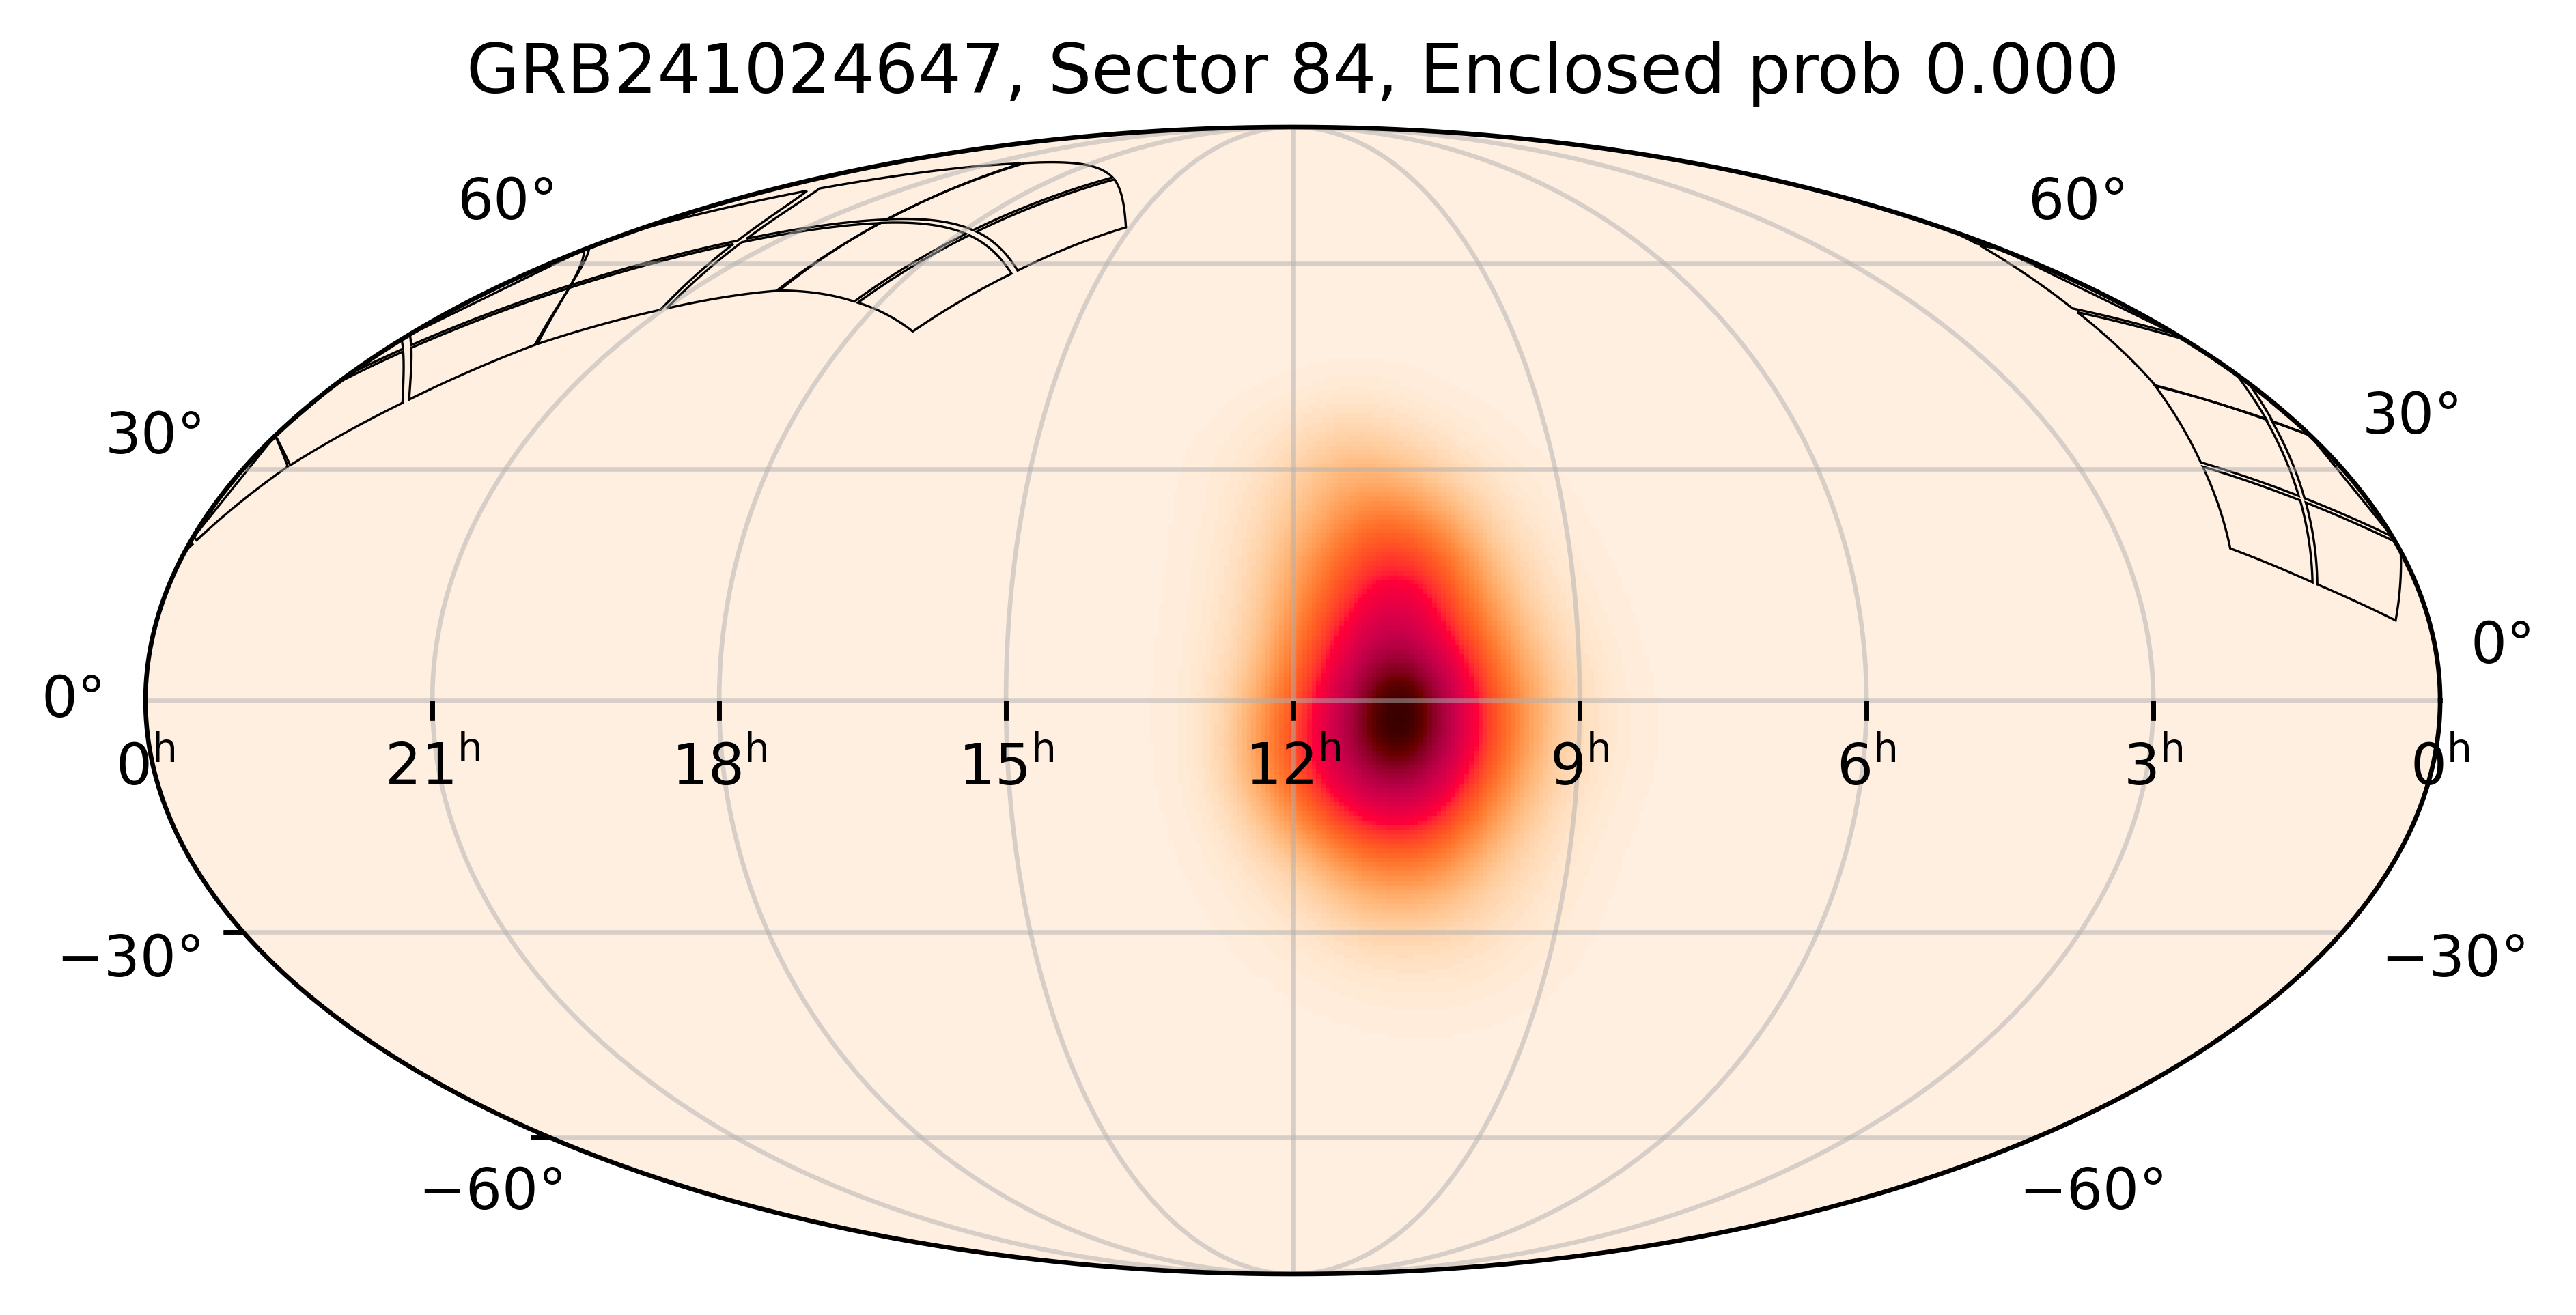 GRB241024647, Sector 84, Enclosed prob 0.000
60° 60°
30° 30°
0° 0°
0h 21h 18h 15h 12h 9h 6h 3h 0h
−30° −30°
−60° −60°